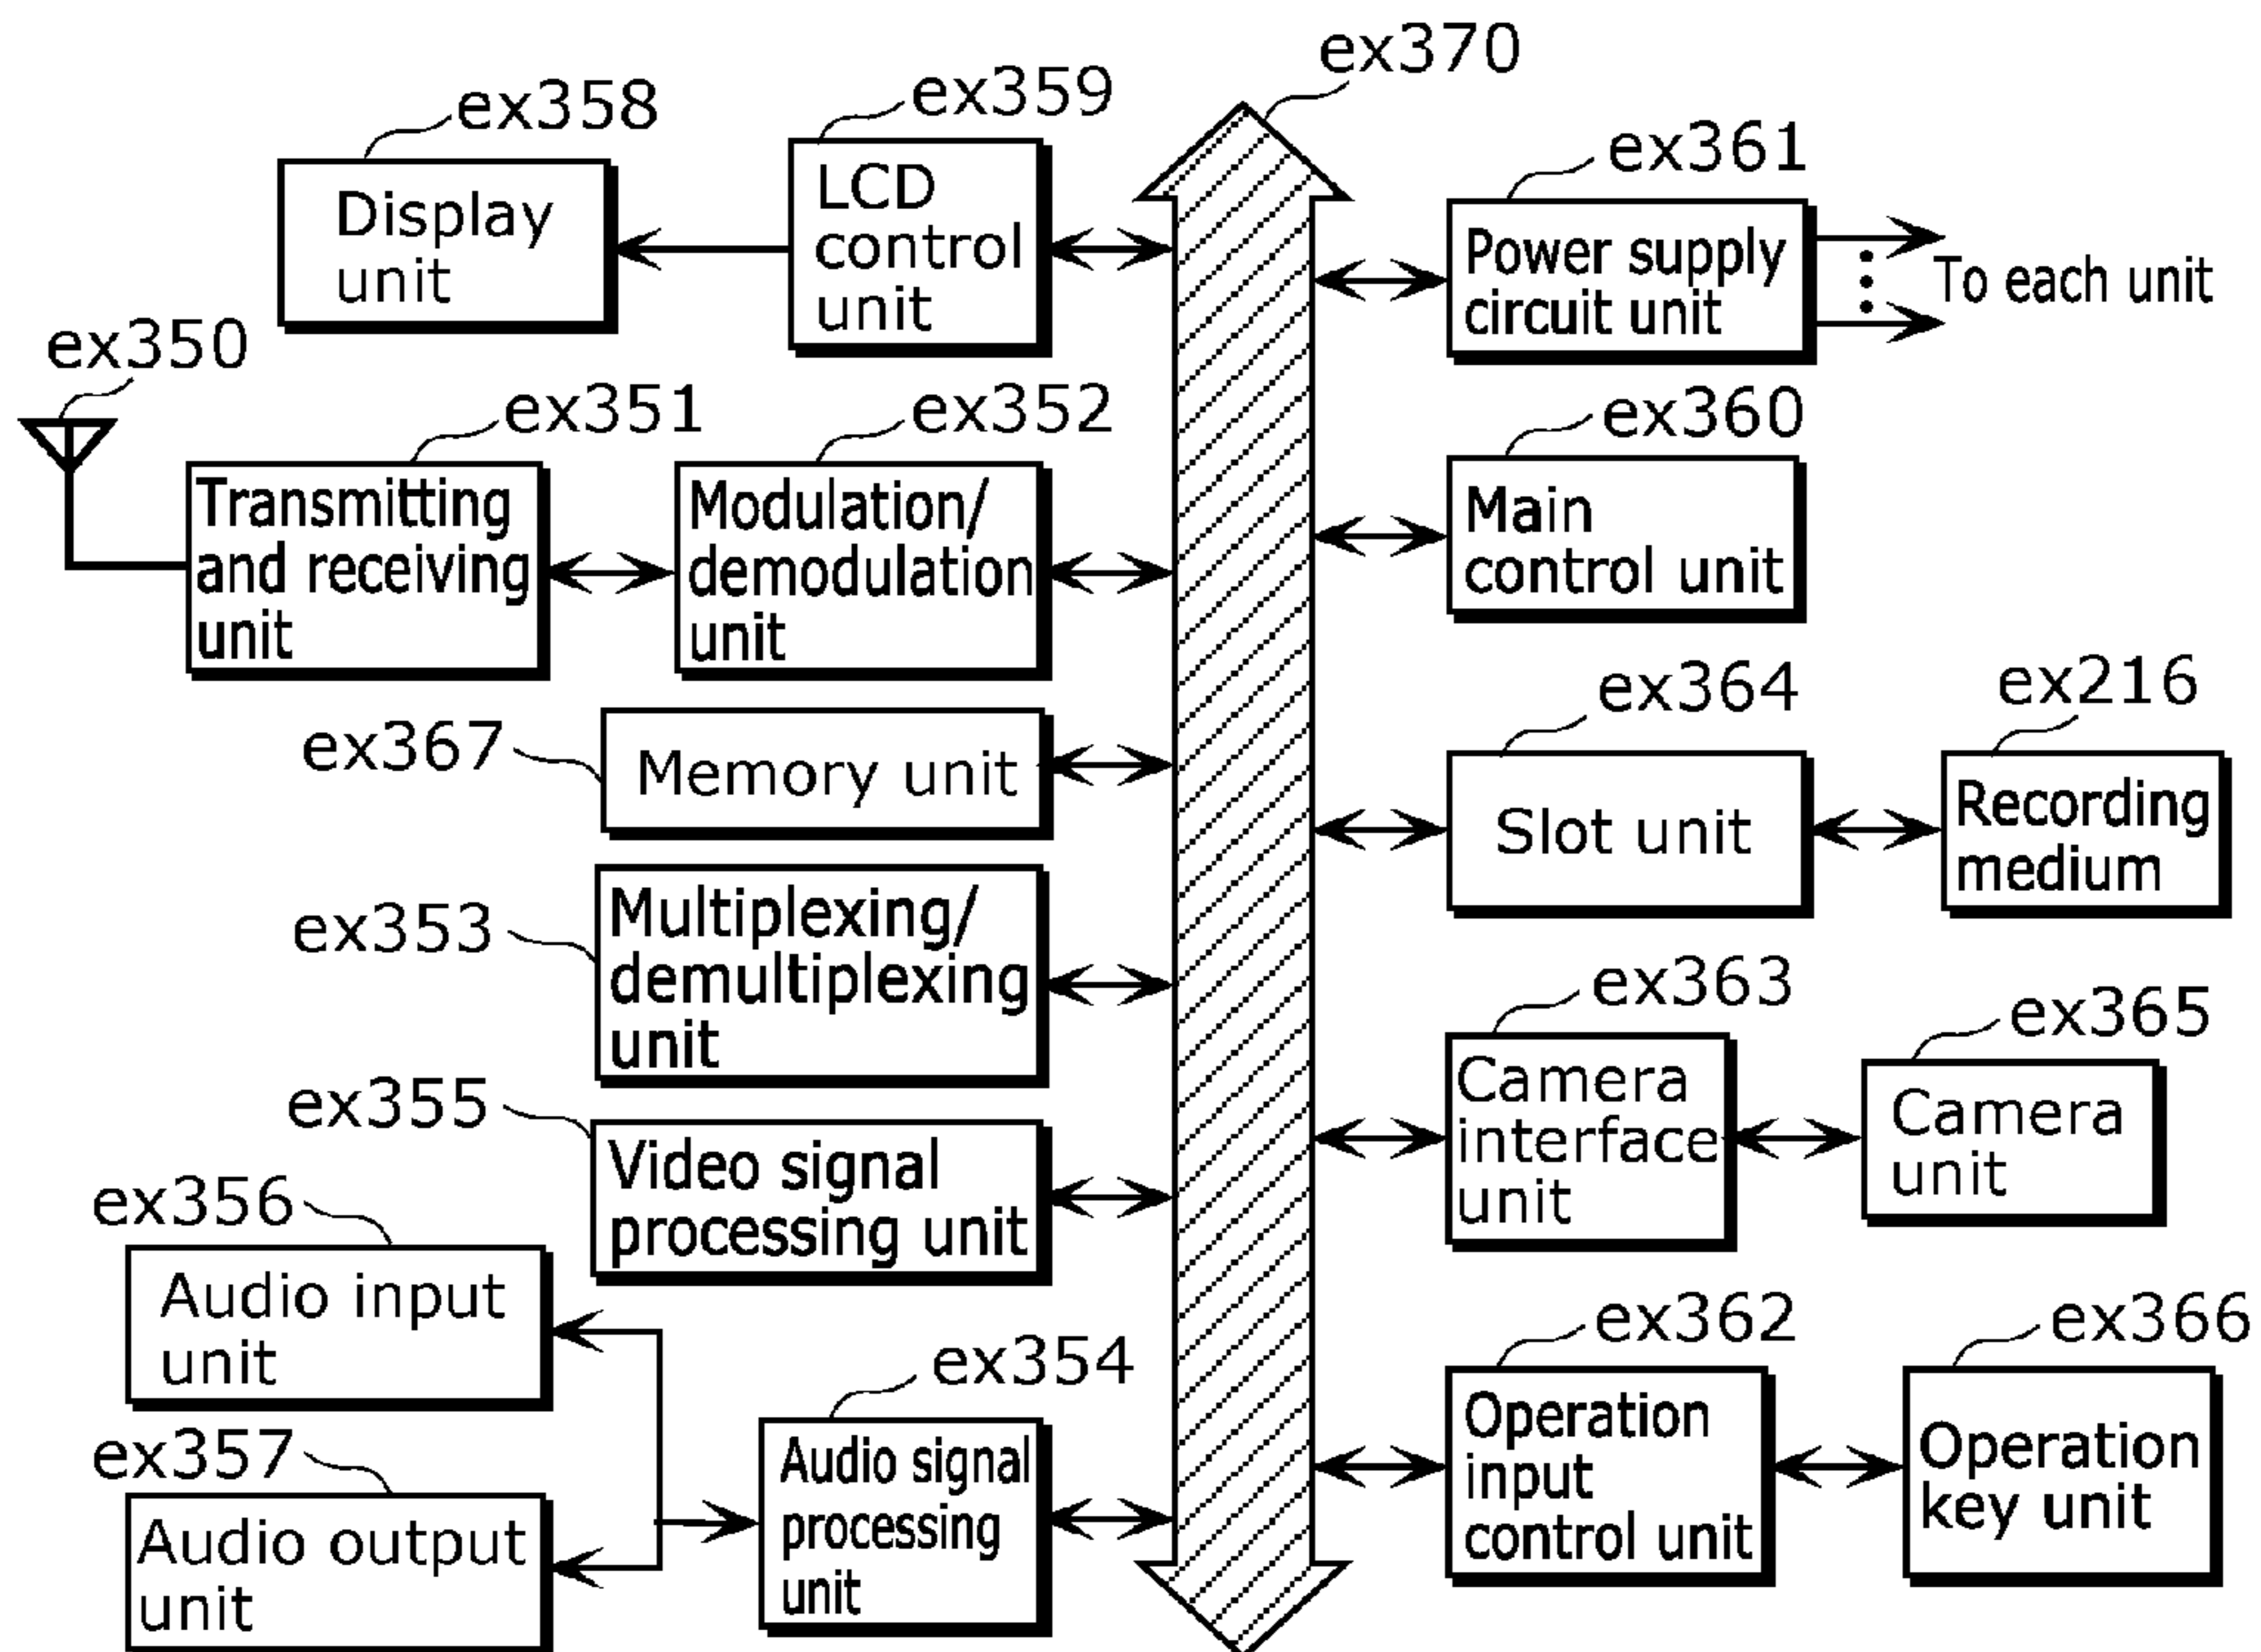 ex370
ex358
ex359
ex361
Display
unit
LCD
control
unit
Power supply
circuit unit
To each unit
ex350
ex351
ex352
ex360
Transmitting
and receiving
unit
Modulation/
demodulation
unit
Main
control unit
ex364
ex216
ex367
Memory unit
Slot unit
Recording
medium
ex353
Multiplexing/
demultiplexing
unit
ex363
ex365
Camera
interface
unit
Camera
unit
ex355
Video signal
processing unit
ex356
Audio input
unit
ex354
ex362
ex366
ex357
Audio output
unit
Audio signal
processing
unit
Operation
input
control unit
Operation
key unit